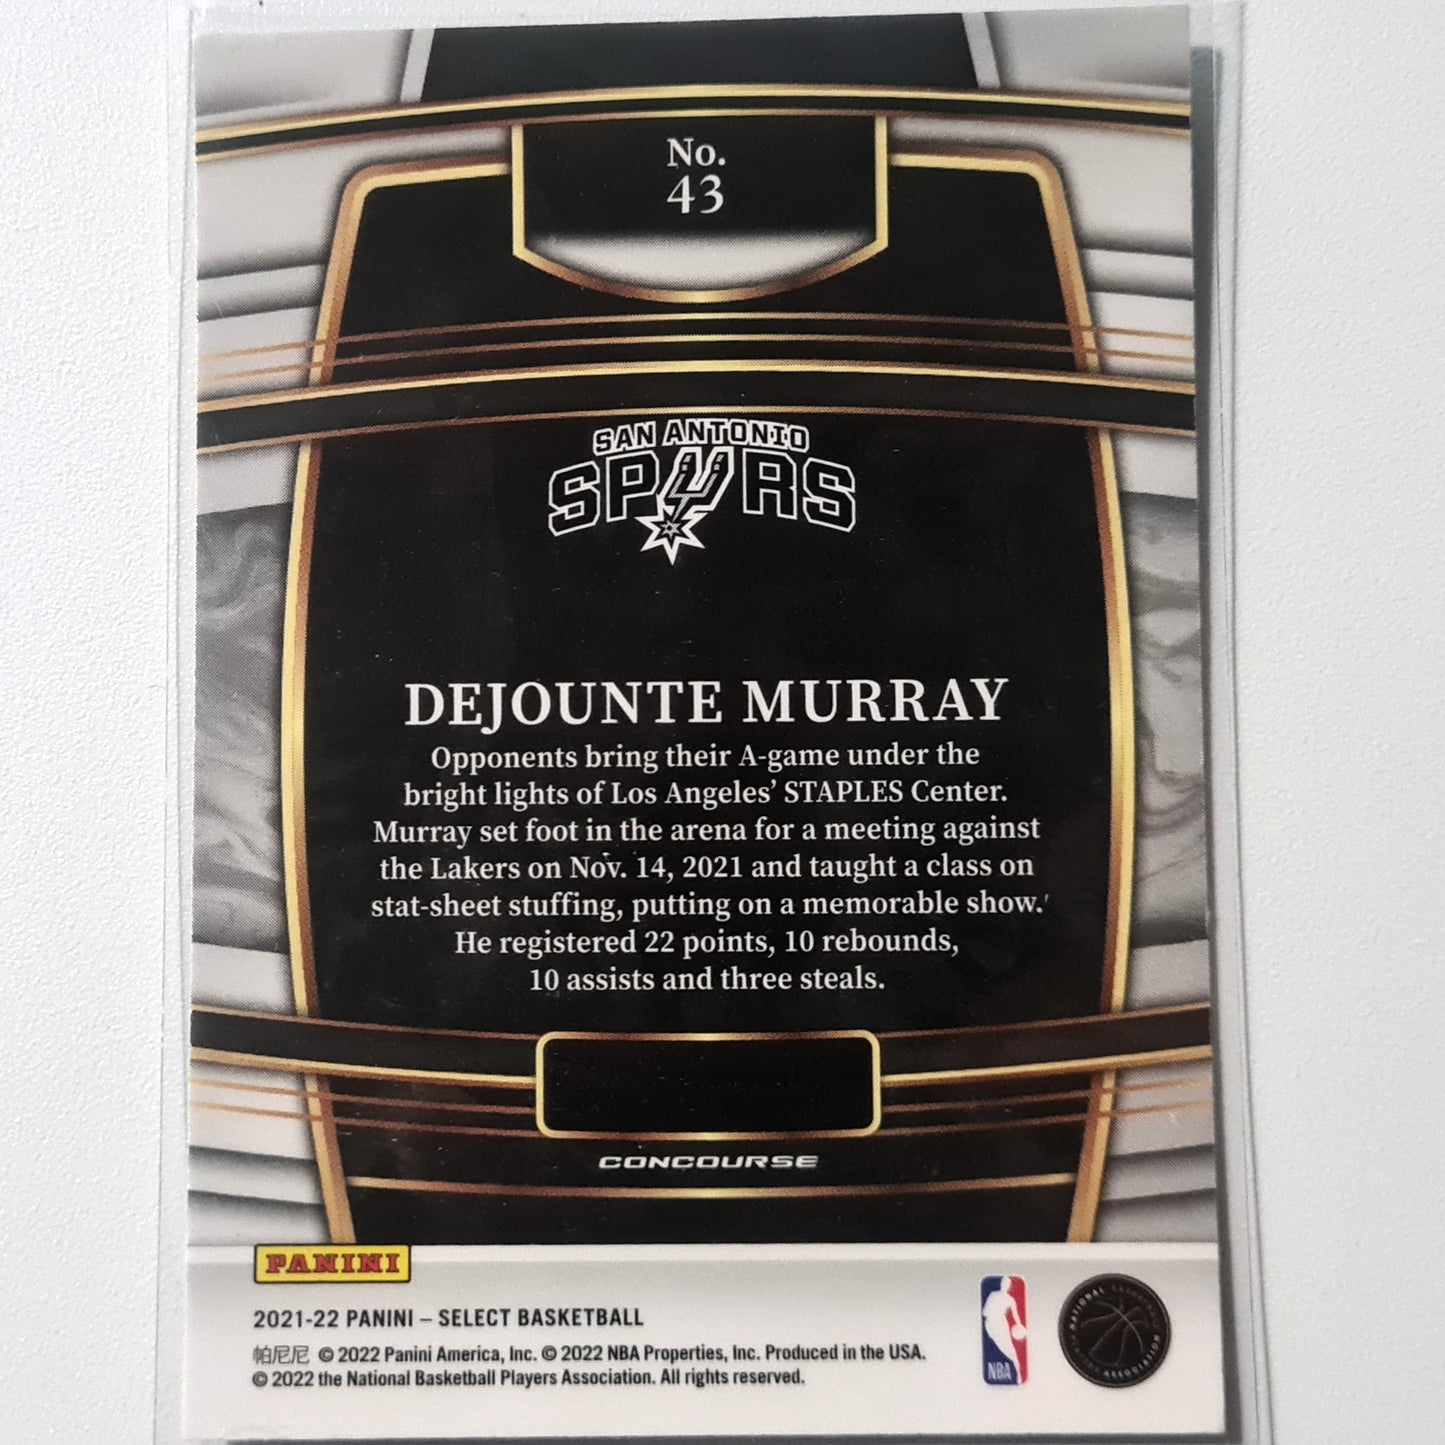 No.
43
SAN ANTONIO
SPURS
DEJOUNTE MURRAY
Opponents bring their A-game under the
bright lights of Los Angeles’ STAPLES Center.
Murray set foot in the arena for a meeting against
the Lakers on Nov. 14, 2021 and taught a class on
stat-sheet stuffing, putting on a memorable show.
He registered 22 points, 10 rebounds,
10 assists and three steals.
CONCOURSE
PANINI
2021-22 PANINI – SELECT BASKETBALL
帕尼尼 © 2022 Panini America, Inc. © 2022 NBA Properties, Inc. Produced in the USA.
© 2022 the National Basketball Players Association. All rights reserved.
NBA
NATIONAL BASKETBALL PLAYERS ASSOCIATION